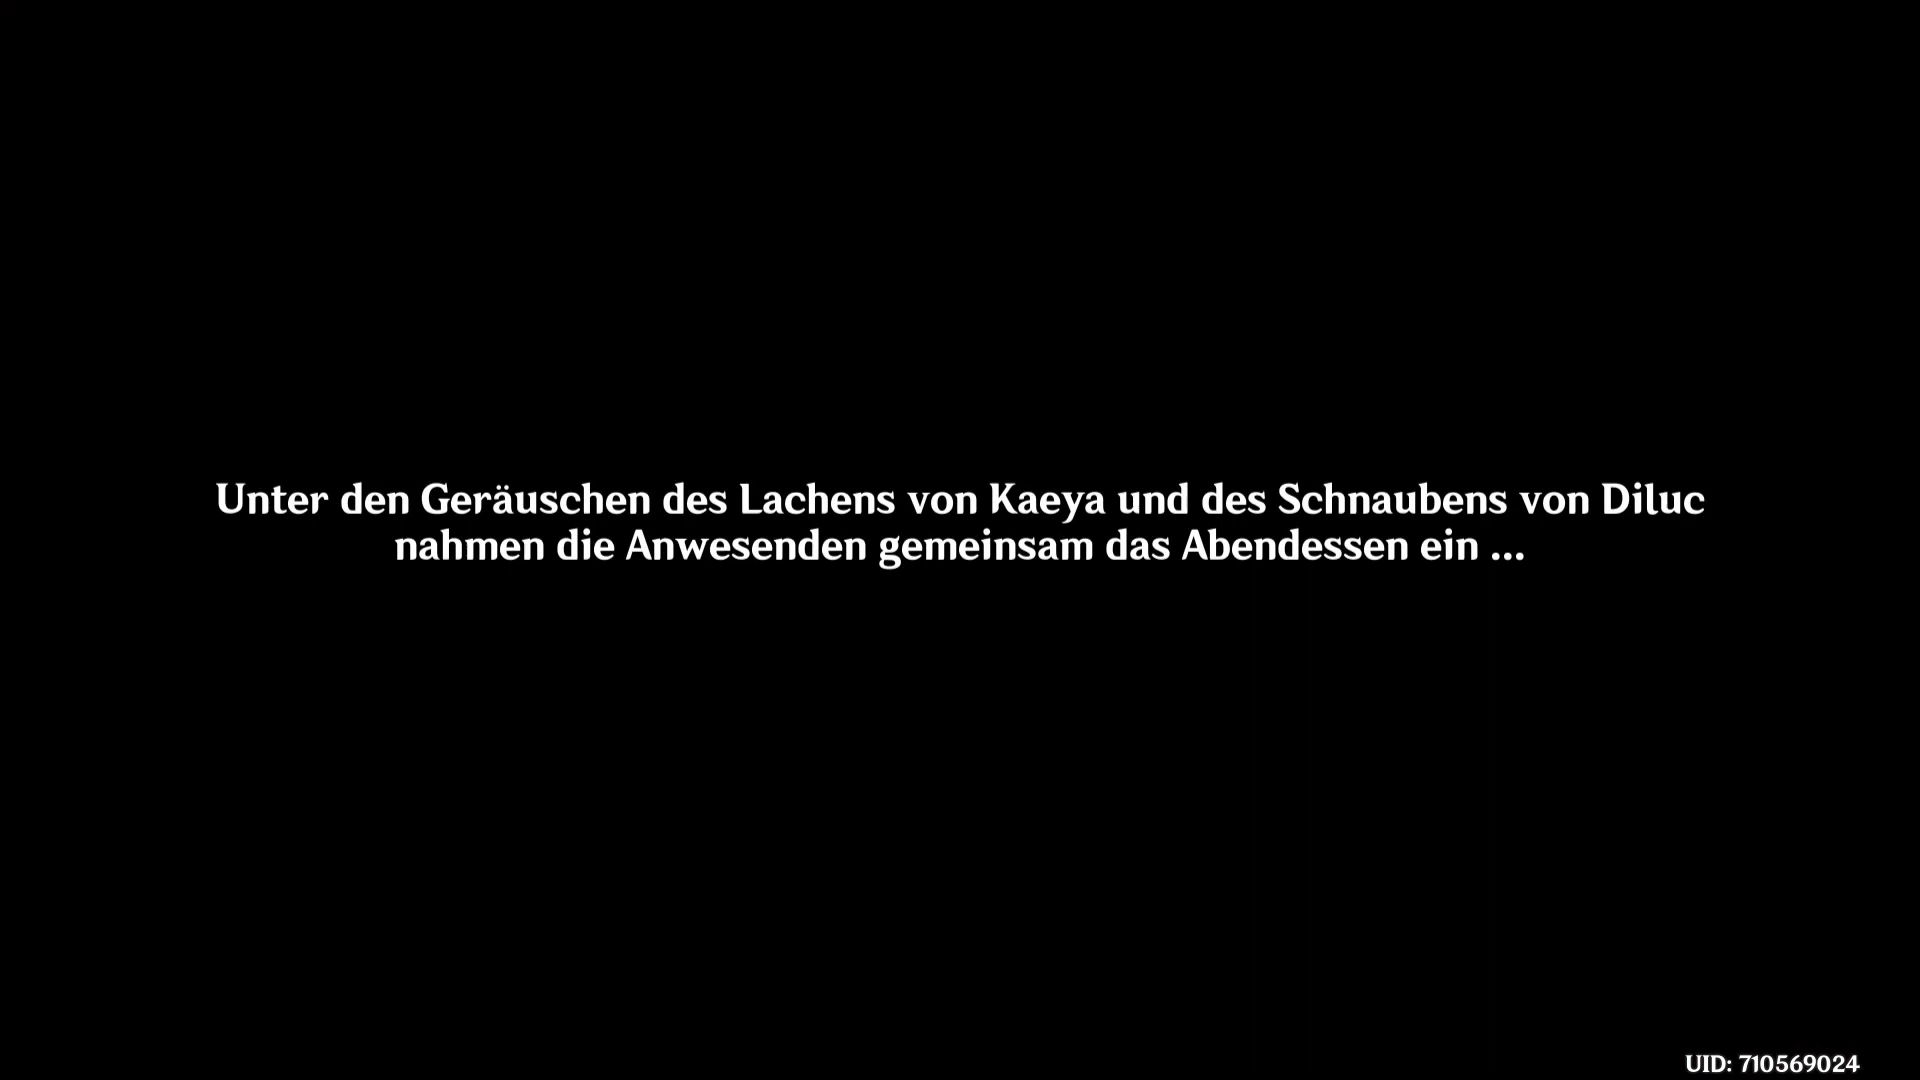 Unter den Geräuschen des Lachens von Kaeya und des Schnaubens von Diluc
nahmen die Anwesenden gemeinsam das Abendessen ein ...
UID: 710569024